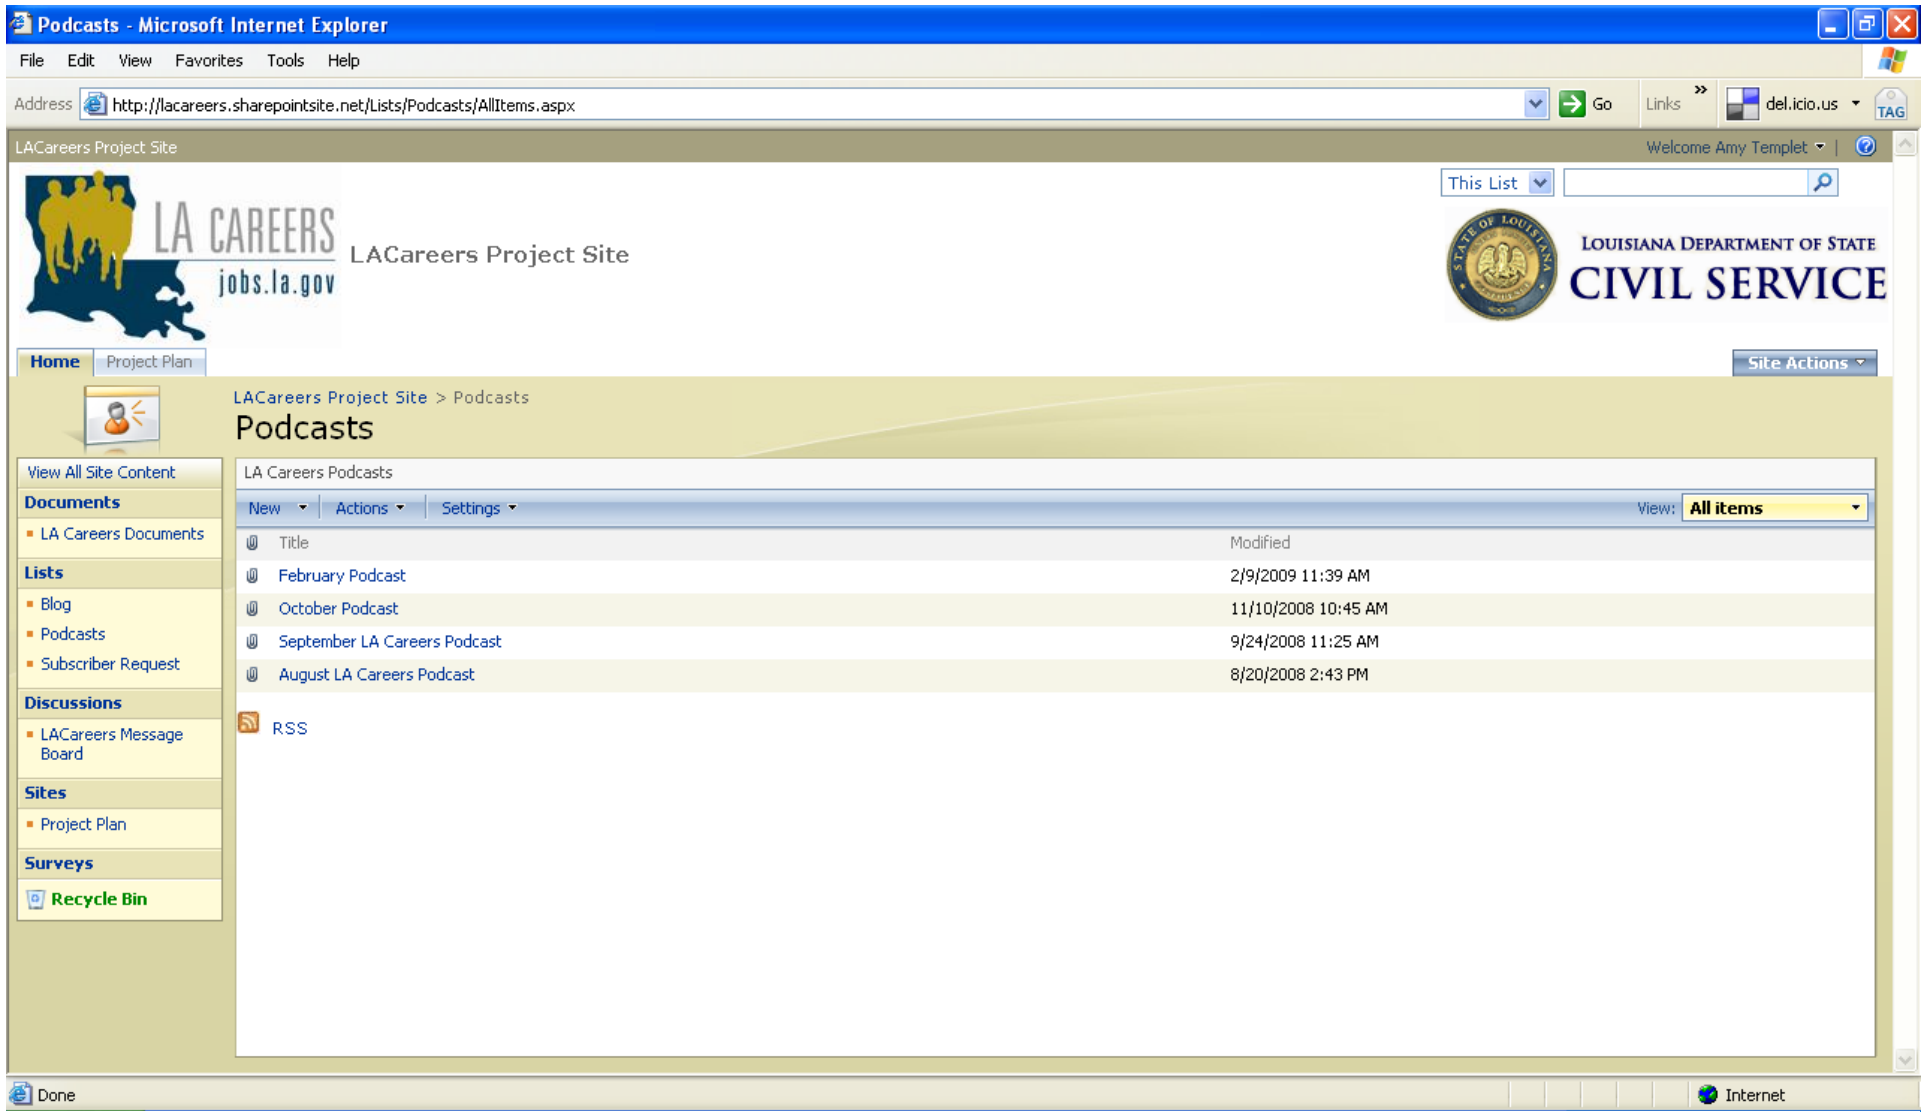 Podcasts - Microsoft Internet Explorer
File Edit View Favorites Tools Help
Address http://lacareers.sharepointsite.net/Lists/Podcasts/AllItems.aspx Go Links » del.icio.us TAG
LACareers Project Site Welcome Amy Templet |
This List
LA CAREERS
jobs.la.gov
LACareers Project Site
STATE OF LOUISIANA
LOUISIANA DEPARTMENT OF STATE
CIVIL SERVICE
Home Project Plan Site Actions
LACareers Project Site > Podcasts
Podcasts
View All Site Content
Documents
LA Careers Documents
Lists
Blog
Podcasts
Subscriber Request
Discussions
LACareers Message
Board
Sites
Project Plan
Surveys
Recycle Bin
LA Careers Podcasts
New Actions Settings View: All items
Title Modified
February Podcast 2/9/2009 11:39 AM
October Podcast 11/10/2008 10:45 AM
September LA Careers Podcast 9/24/2008 11:25 AM
August LA Careers Podcast 8/20/2008 2:43 PM
RSS
Done Internet